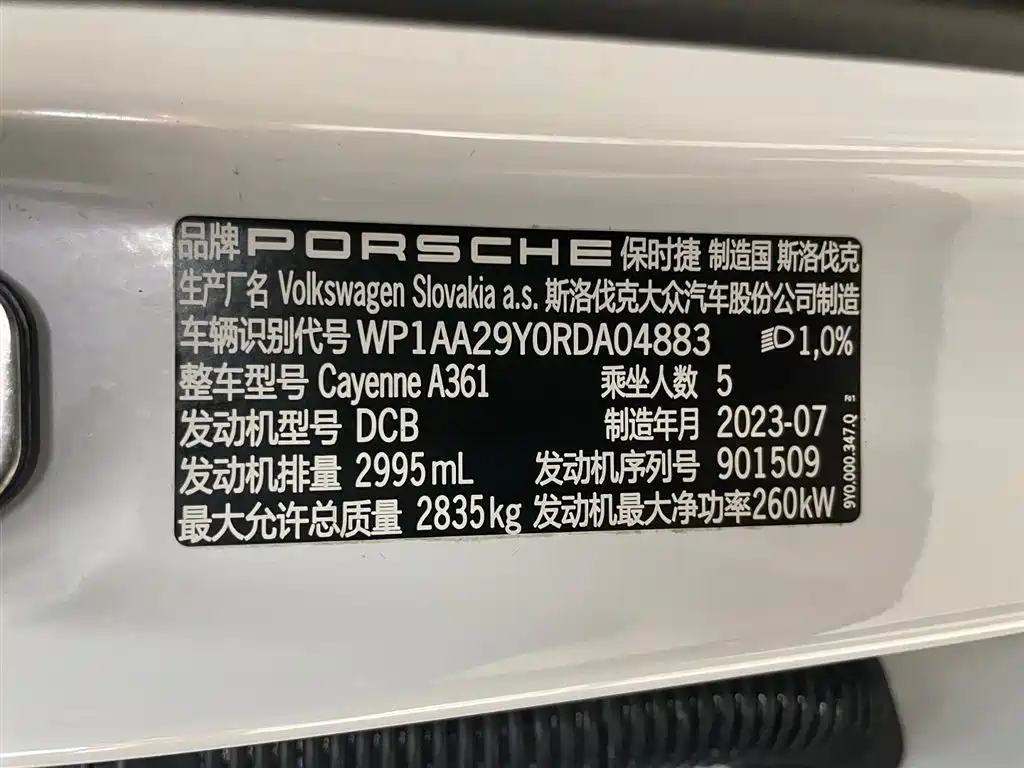 品牌 PORSCHE 保时捷 制造国 斯洛伐克
生产厂名 Volkswagen Slovakia a.s. 斯洛伐克大众汽车股份公司制造
车辆识别代号 WP1AA29Y0RDA04883 1,0%
整车型号 Cayenne A361 乘坐人数 5
发动机型号 DCB 制造年月 2023-07
发动机排量 2995mL 发动机序列号 901509
最大允许总质量 2835kg 发动机最大净功率260kW
9Y0.000.347.Q